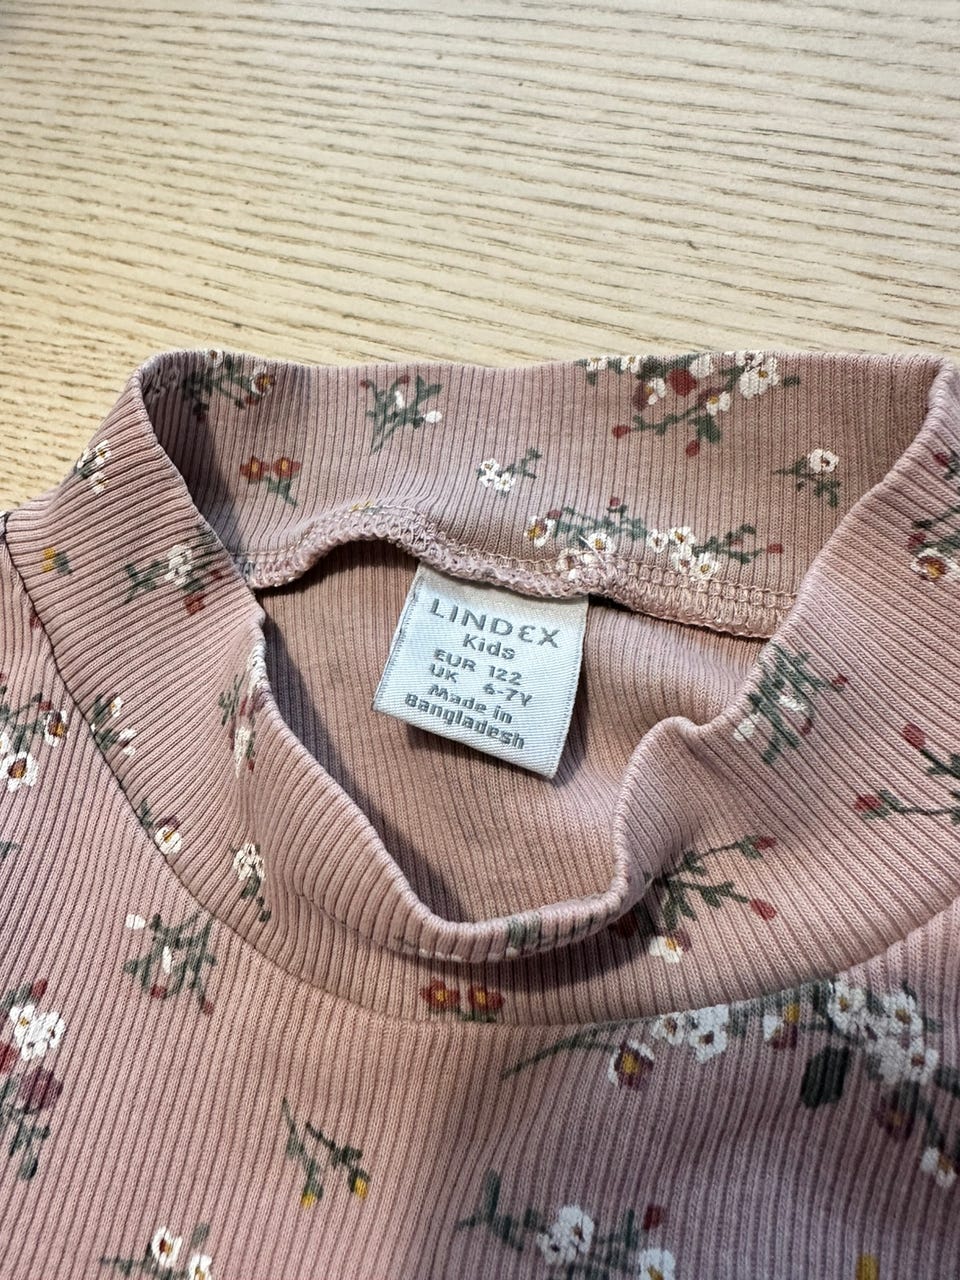 LINDEX
Kids
EUR 122
UK 6-7Y
Made in
Bangladesh